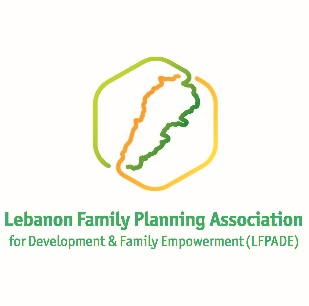 Lebanon Family Planning Association
for Development & Family Empowerment (LFPADE)